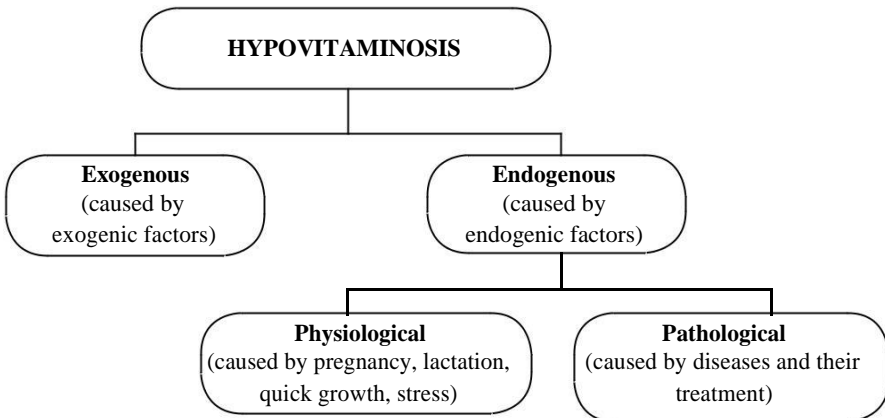 HYPOVITAMINOSIS
Exogenous
(caused by
exogenic factors)
Endogenous
(caused by
endogenic factors)
Physiological
(caused by pregnancy, lactation,
quick growth, stress)
Pathological
(caused by diseases and their
treatment)